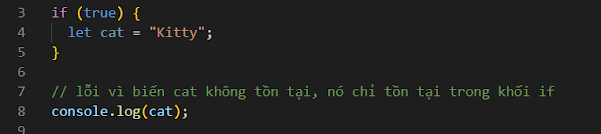 3 if (true) {
4 let cat = "Kitty";
5 }
6
7 // lỗi vì biến cat không tồn tại, nó chỉ tồn tại trong khối if
8 console.log(cat);
9